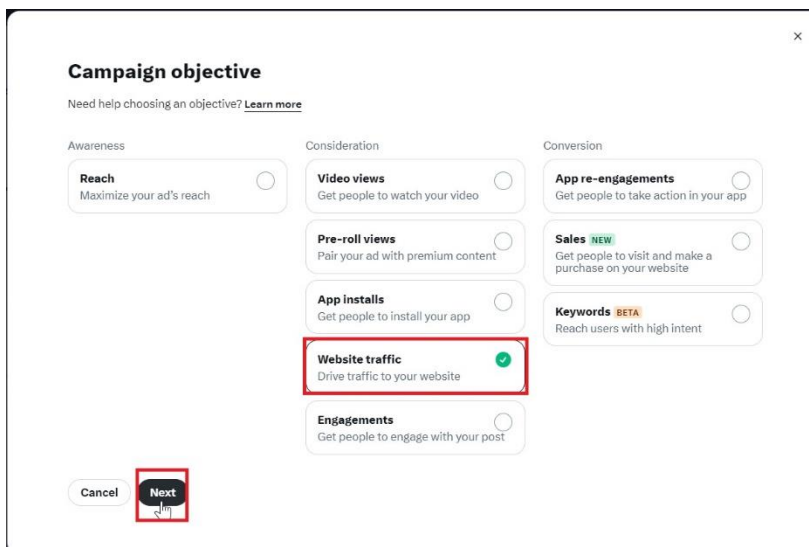 Campaign objective
Need help choosing an objective? Learn more
Awareness
Reach
Maximize your ad's reach
Consideration
Video views
Get people to watch your video
Pre-roll views
Pair your ad with premium content
App installs
Get people to install your app
Website traffic
Drive traffic to your website
Engagements
Get people to engage with your post
Conversion
App re-engagements
Get people to take action in your app
Sales NEW
Get people to visit and make a
purchase on your website
Keywords BETA
Reach users with high intent
Cancel
Next